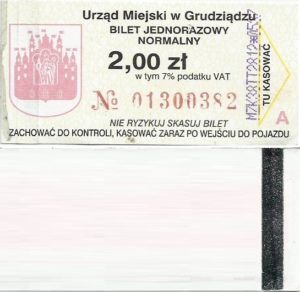 Urząd Miejski w Grudziądzu
BILET JEDNORAZOWY
NORMALNY
2,00 zł
w tym 7% podatku VAT
№ 01300382
NIE RYZYKUJ SKASUJ BILET
ZACHOWAĆ DO KONTROLI, KASOWAĆ ZARAZ PO WEJŚCIU DO POJAZDU
TU KASOWAĆ
A